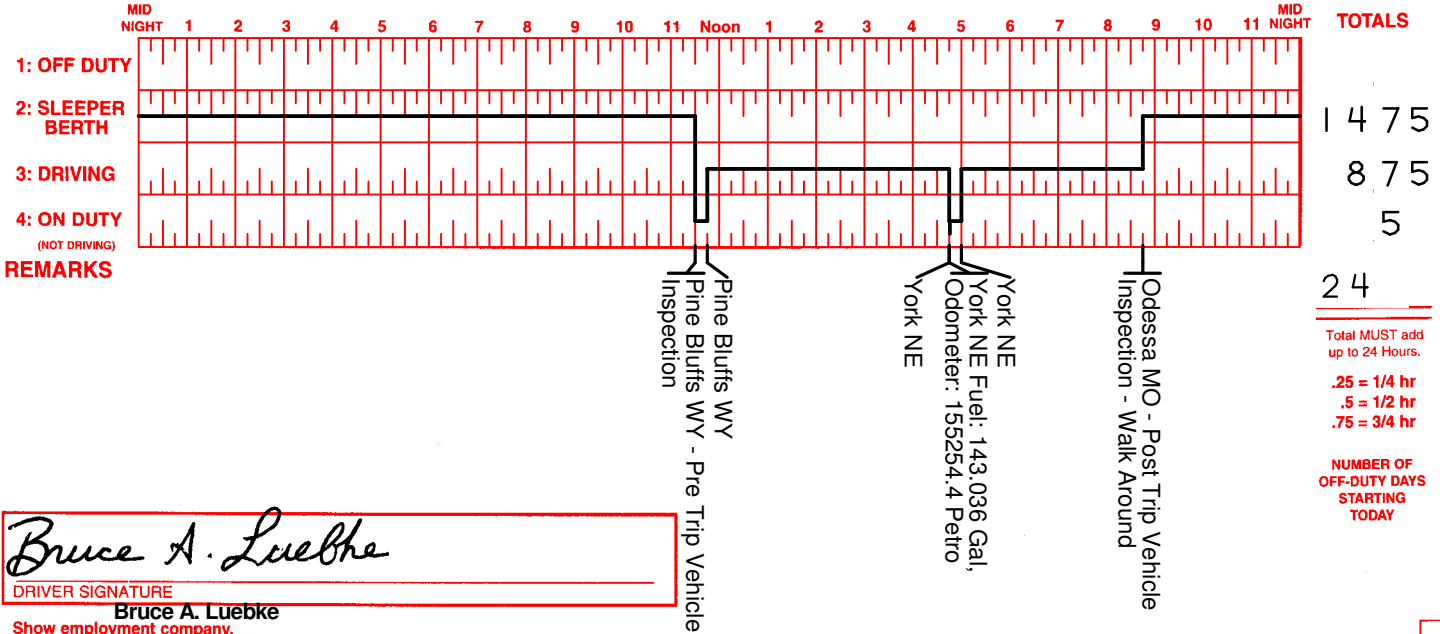 MID NIGHT 1 2 3 4 5 6 7 8 9 10 11 Noon 1 2 3 4 5 6 7 8 9 10 11 MID NIGHT TOTALS
1: OFF DUTY
2: SLEEPER BERTH 14 75
3: DRIVING 8 75
4: ON DUTY 5
(NOT DRIVING)
REMARKS
24
Total MUST add
up to 24 Hours.
.25 = 1/4 hr
.5 = 1/2 hr
.75 = 3/4 hr
NUMBER OF
OFF-DUTY DAYS
STARTING
TODAY
Pine Bluffs WY - Pre Trip Vehicle
Inspection
Pine Bluffs WY
York NE
York NE Fuel: 143.036 Gal,
Odometer: 155254.4 Petro
York NE
Odessa MO - Post Trip Vehicle
Inspection - Walk Around
Bruce A. Luebke
DRIVER SIGNATURE
Bruce A. Luebke
Show employment company.